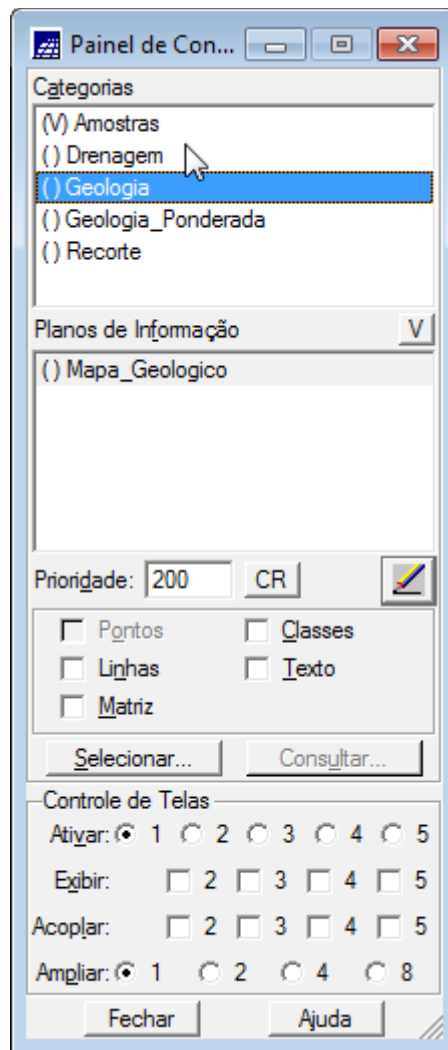 Painel de Con...
Categorias
(V) Amostras
( ) Drenagem
( ) Geologia
( ) Geologia_Ponderada
( ) Recorte
Planos de Informação V
( ) Mapa_Geologico
Prioridade: 200 CR
Pontos Classes
Linhas Texto
Matriz
Selecionar... Consultar...
Controle de Telas
Ativar: 1 2 3 4 5
Exibir: 2 3 4 5
Acoplar: 2 3 4 5
Ampliar: 1 2 4 8
Fechar Ajuda